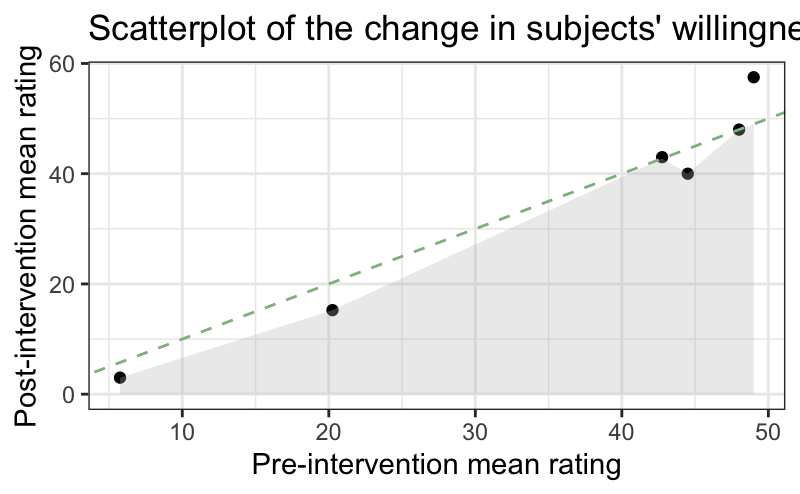 Scatterplot of the change in subjects' willingne
Post-intervention mean rating
60
40
20
0
10 20 30 40 50
Pre-intervention mean rating